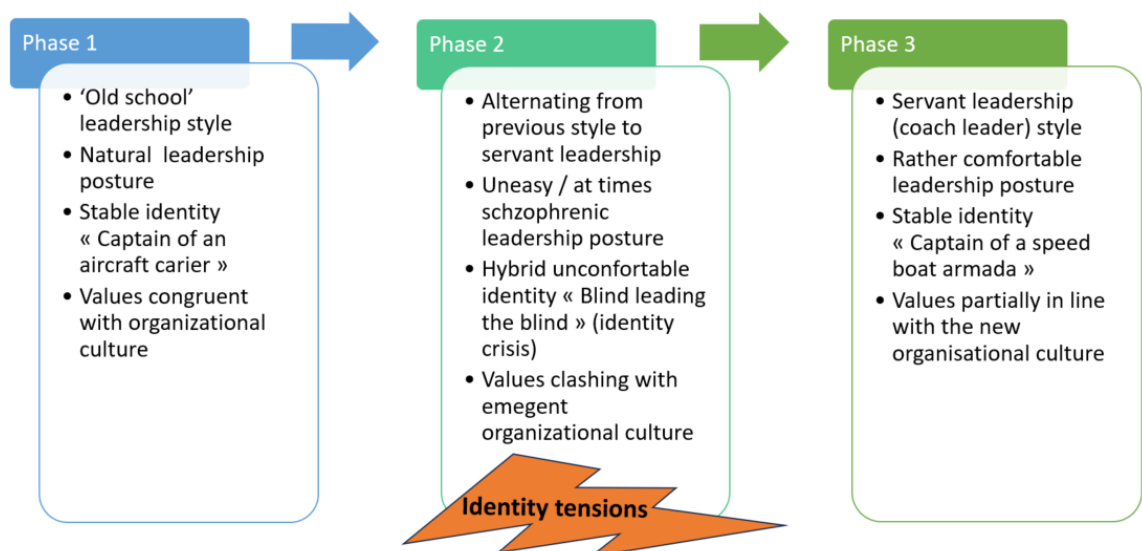 Phase 1
• ‘Old school’
leadership style
• Natural leadership
posture
• Stable identity
« Captain of an
aircraft carier »
• Values congruent
with organizational
culture
Phase 2
• Alternating from
previous style to
servant leadership
• Uneasy / at times
schzophrenic
leadership posture
• Hybrid unconfortable
identity « Blind leading
the blind » (identity
crisis)
• Values clashing with
emegent
organizational culture
Identity tensions
Phase 3
• Servant leadership
(coach leader) style
• Rather comfortable
leadership posture
• Stable identity
« Captain of a speed
boat armada »
• Values partially in line
with the new
organisational culture